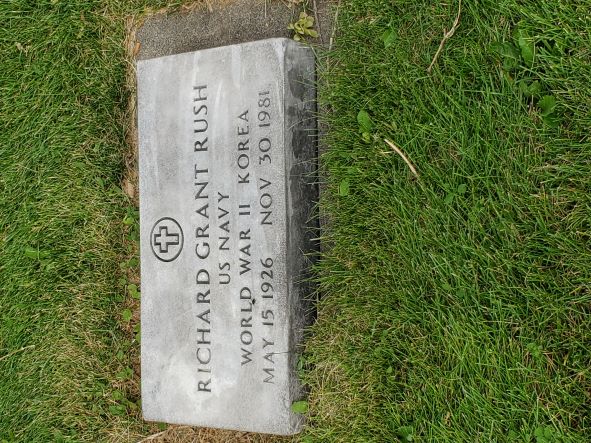 RICHARD GRANT RUSH
US NAVY
WORLD WAR II KOREA
MAY 15 1926 NOV 30 1981